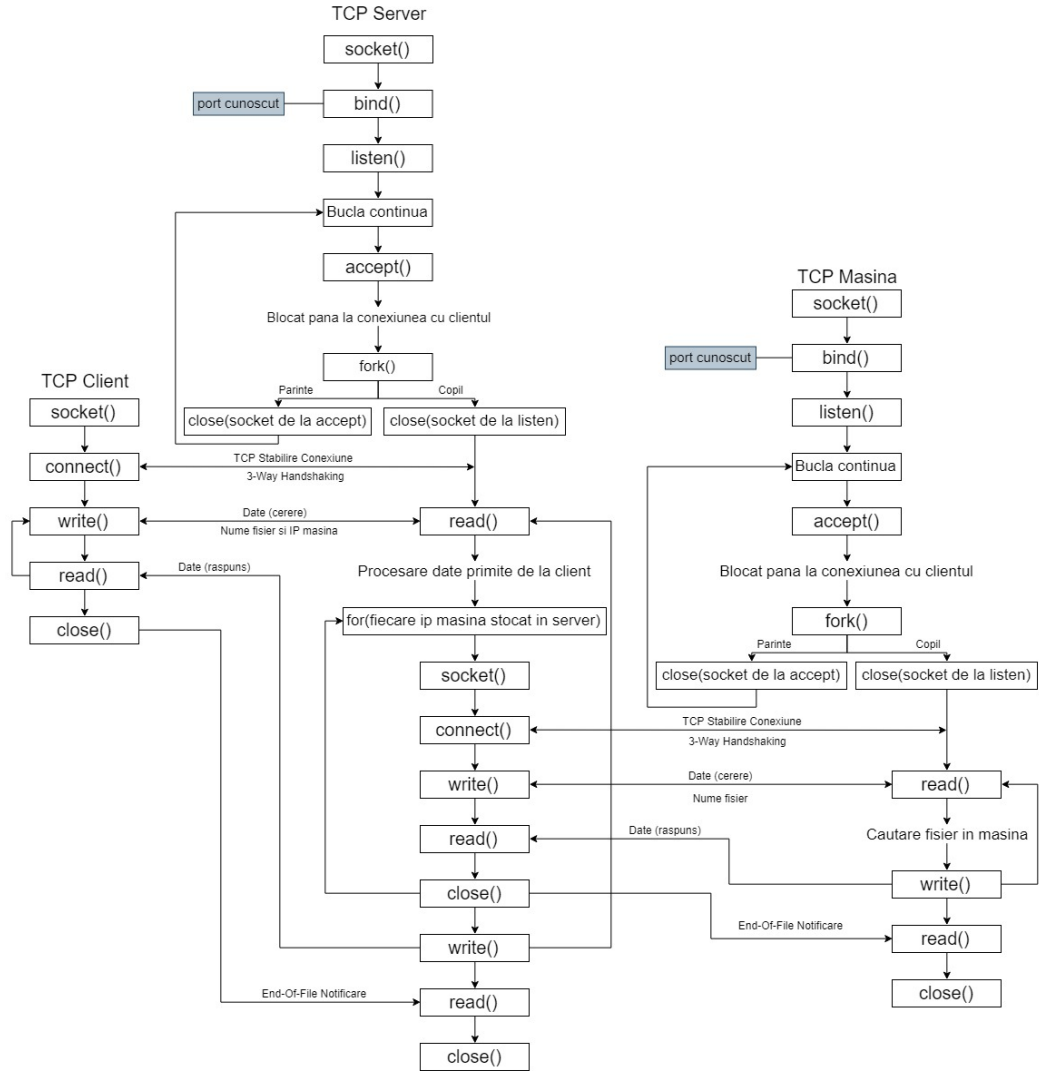 TCP Server
socket()
port cunoscut
bind()
listen()
Bucla continua
accept()
Blocat pana la conexiunea cu clientul
fork()
Parinte
Copil
close(socket de la accept)
close(socket de la listen)
TCP Client
socket()
connect()
TCP Stabilire Conexiune
3-Way Handshaking
write()
Date (cerere)
Nume fisier si IP masina
read()
read()
Date (raspuns)
Procesare date primite de la client
close()
for(fiecare ip masina stocat in server)
socket()
connect()
write()
read()
close()
write()
End-Of-File Notificare
read()
close()
TCP Masina
socket()
port cunoscut
bind()
listen()
Bucla continua
accept()
Blocat pana la conexiunea cu clientul
fork()
Parinte
Copil
close(socket de la accept)
close(socket de la listen)
TCP Stabilire Conexiune
3-Way Handshaking
Date (cerere)
Nume fisier
read()
Date (raspuns)
Cautare fisier in masina
write()
End-Of-File Notificare
read()
close()